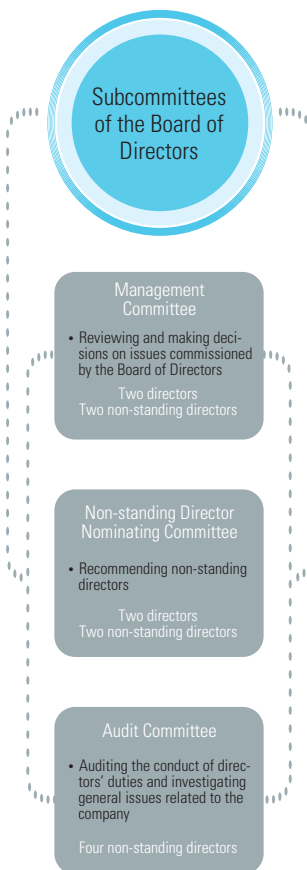 Subcommittees
of the Board of
Directors
Management
Committee
• Reviewing and making deci-
sions on issues commissioned
by the Board of Directors
Two directors
Two non-standing directors
Non-standing Director
Nominating Committee
• Recommending non-standing
directors
Two directors
Two non-standing directors
Audit Committee
• Auditing the conduct of direc-
tors' duties and investigating
general issues related to the
company
Four non-standing directors